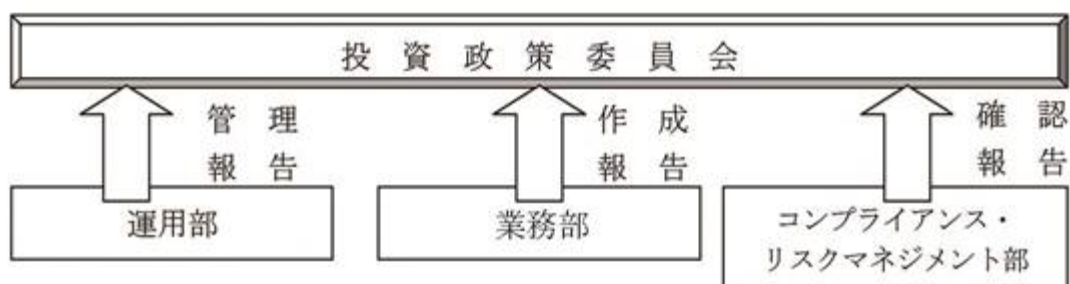 投資政策委員会
管理
報告
作成
報告
確認
報告
運用部
業務部
コンプライアンス・
リスクマネジメント部